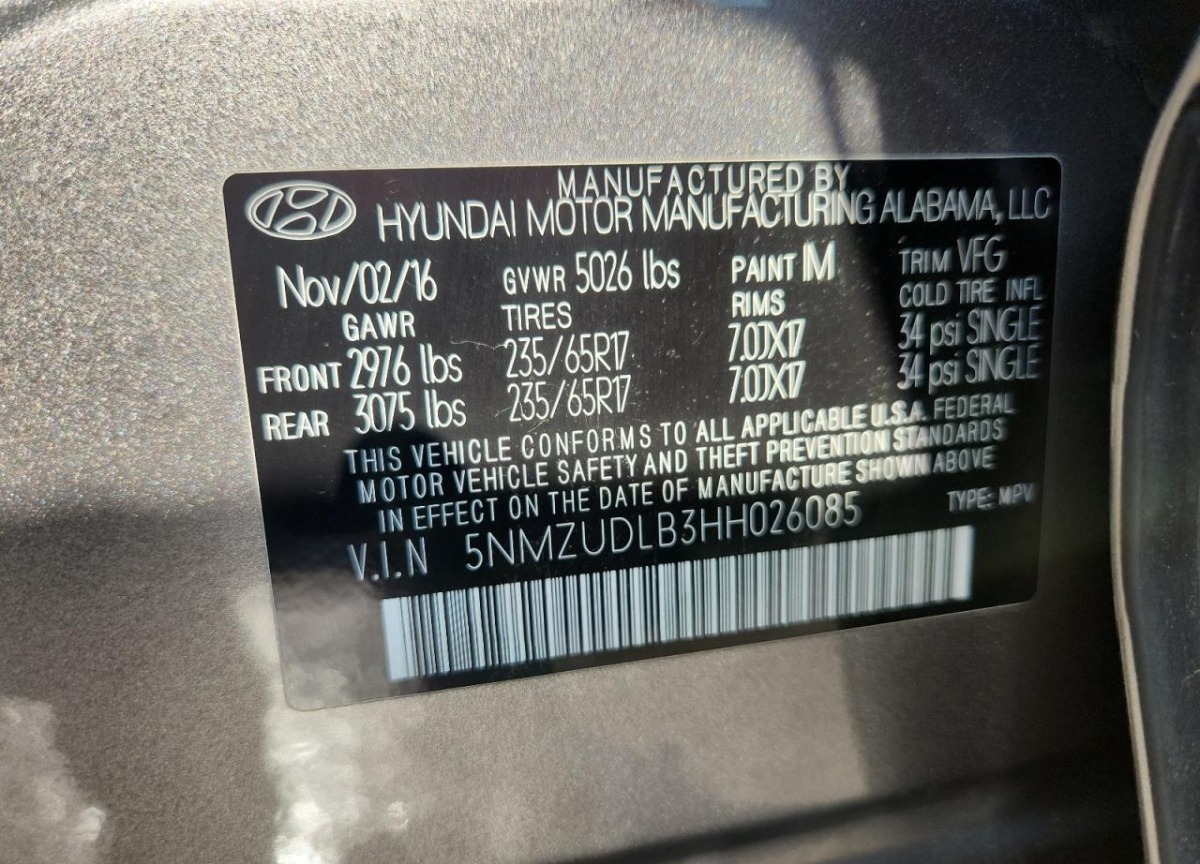 MANUFACTURED BY
HYUNDAI MOTOR MANUFACTURING ALABAMA, LLC
Nov/02/16 GVWR 5026 lbs PAINT M TRIM VFG
GAWR TIRES RIMS COLD TIRE INFL
FRONT 2976 lbs 235/65R17 7.0JX17 34 psi SINGLE
REAR 3075 lbs 235/65R17 7.0JX17 34 psi SINGLE
THIS VEHICLE CONFORMS TO ALL APPLICABLE U.S.A. FEDERAL
MOTOR VEHICLE SAFETY AND THEFT PREVENTION STANDARDS
IN EFFECT ON THE DATE OF MANUFACTURE SHOWN ABOVE
V.I.N 5NMZUDLB3HH026085 TYPE: MPV